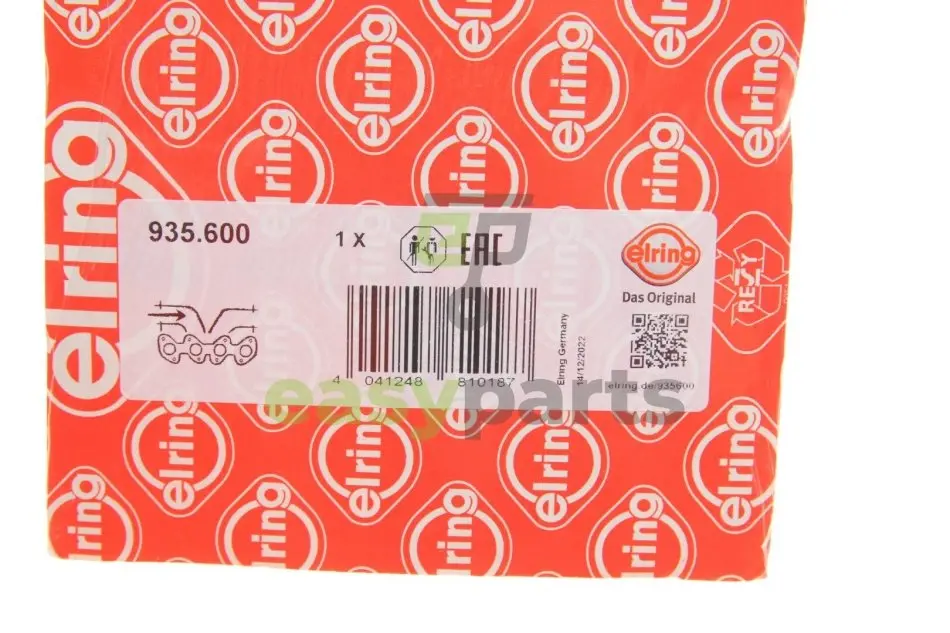 935.600
1 X
EAC
elring
Das Original
4 041248 810187
Elring Germany
14/12/2022
elring.de/935600
RESY
easyparts
elring